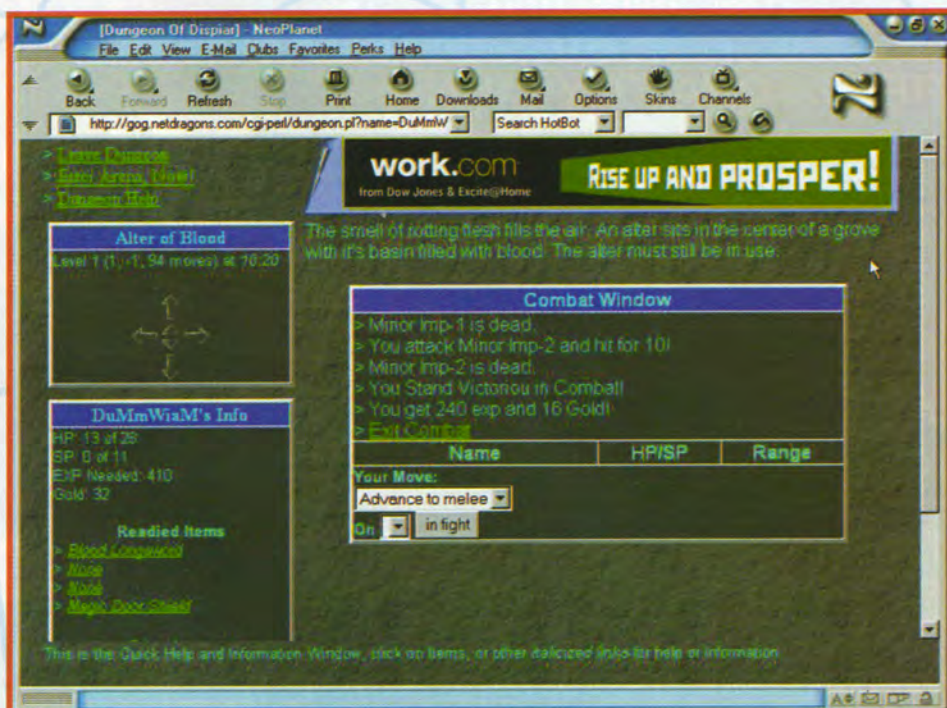 [Dungeon Of Dispiar] - NeoPlanet
File Edit View E-Mail Clubs Favorites Perks Help
Back Forward Refresh Stop Print Home Downloads Mail Options Skins Channels
http://gog.netdragons.com/cgi-perl/dungeon.pl?name=DuMmW Search HotBot
> Leave Dungeon
> Enter Arena, Now!
> Dungeon Help
work.com
from Dow Jones & Excite@Home
RISE UP AND PROSPER!
Alter of Blood
Level 1 (1, -1, 94 moves) at 16:20
The smell of rotting flesh fills the air. An alter sits in the center of a grove
with it's basin filled with blood. The alter must still be in use.
Combat Window
> Minor Imp-1 is dead.
> You attack Minor Imp-2 and hit for 10!
> Minor Imp-2 is dead.
> You Stand Victoriou in Combat!
> You get 240 exp and 16 Gold!
> Exit Combat
Name HP/SP Range
Your Move:
Advance to melee
On in fight
DuMmWiaM's Info
HP: 13 of 28
SP: 0 of 11
EXP Needed: 410
Gold: 32
Readied Items
> Blood Longsword
> None
> None
> Magic Door Shield
This is the Quick Help and Information Window, click on Items, or other italicized links for help or information